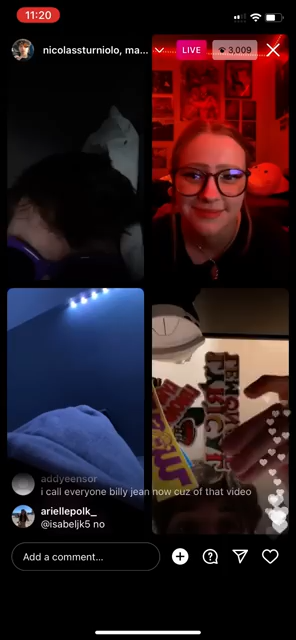 11:20
nicolassturniolo, ma...
LIVE
3,009
addyeensor
i call everyone billy jean now cuz of that video
ariellepolk_
@isabeljk5 no
Add a comment...